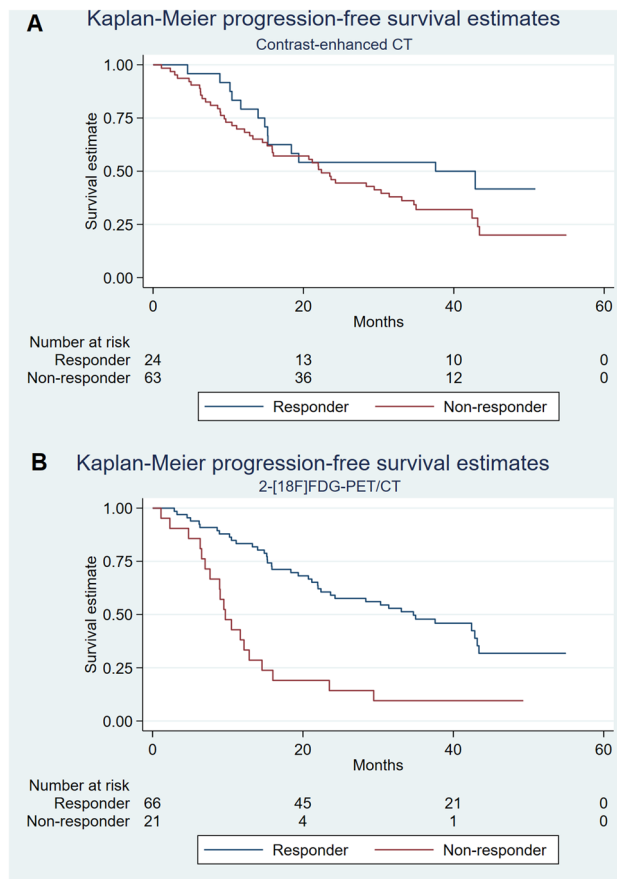 A
Kaplan-Meier progression-free survival estimates
Contrast-enhanced CT
1.00
0.75
0.50
0.25
0.00
Survival estimate
0 20 40 60
Months
Number at risk
Responder 24 13 10 0
Non-responder 63 36 12 0
Responder Non-responder
B
Kaplan-Meier progression-free survival estimates
2-[18F]FDG-PET/CT
1.00
0.75
0.50
0.25
0.00
Survival estimate
0 20 40 60
Months
Number at risk
Responder 66 45 21 0
Non-responder 21 4 1 0
Responder Non-responder